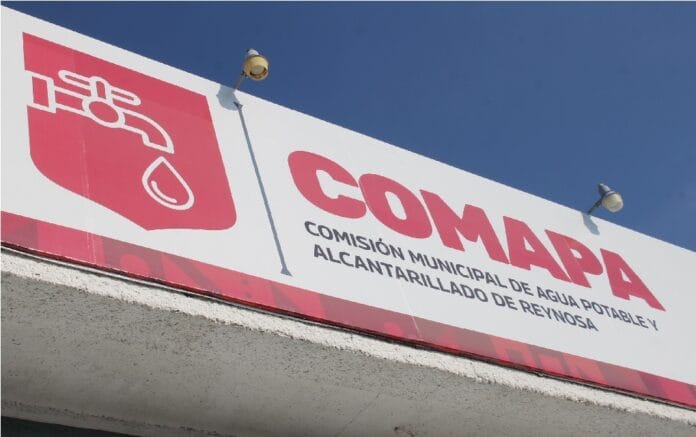 COMAPA
COMISIÓN MUNICIPAL DE AGUA POTABLE Y
ALCANTARILLADO DE REYNOSA